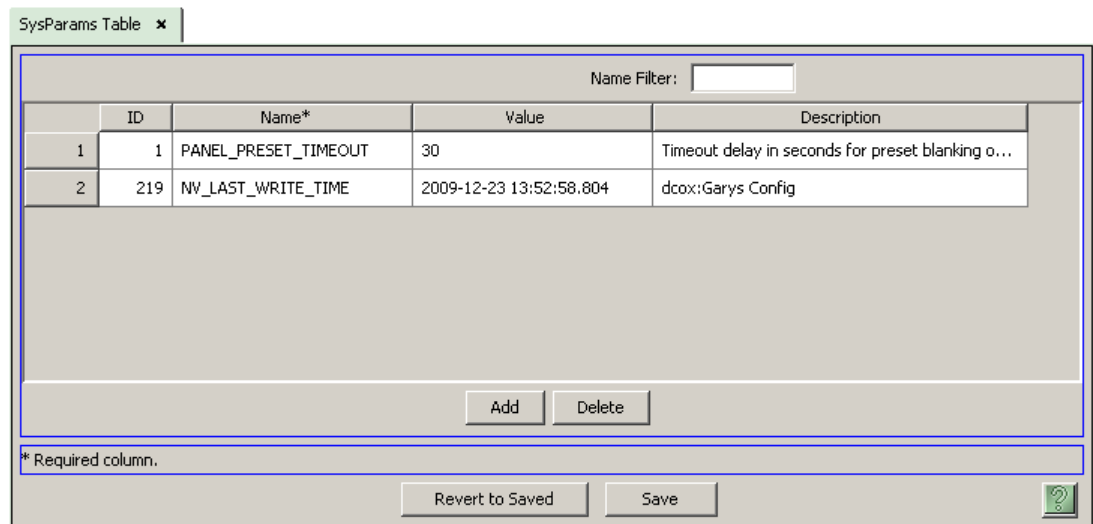 SysParams Table ×
Name Filter:
ID Name* Value Description
1 1 PANEL_PRESET_TIMEOUT 30 Timeout delay in seconds for preset blanking o...
2 219 NV_LAST_WRITE_TIME 2009-12-23 13:52:58.804 dcox:Garys Config
Add Delete
* Required column.
Revert to Saved Save ?